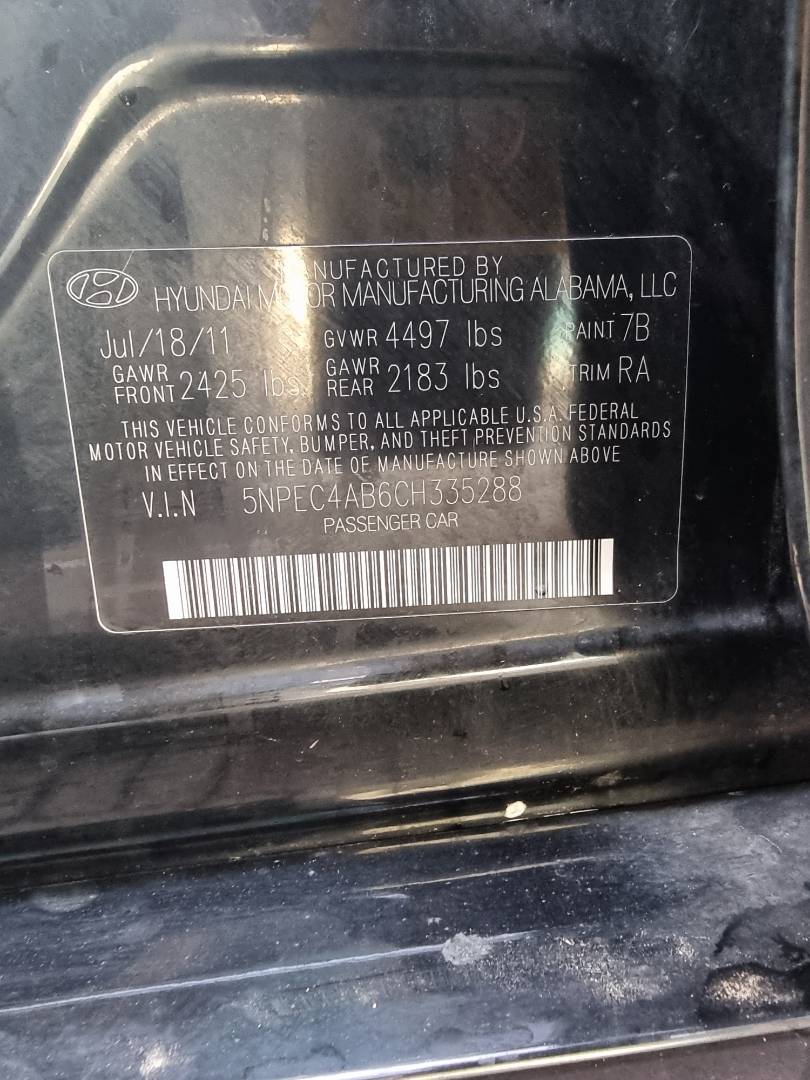 MANUFACTURED BY
HYUNDAI MOTOR MANUFACTURING ALABAMA, LLC
Jul/18/11 GVWR 4497 lbs PAINT 7B
GAWR FRONT 2425 lbs GAWR REAR 2183 lbs TRIM RA
THIS VEHICLE CONFORMS TO ALL APPLICABLE U.S.A. FEDERAL
MOTOR VEHICLE SAFETY, BUMPER, AND THEFT PREVENTION STANDARDS
IN EFFECT ON THE DATE OF MANUFACTURE SHOWN ABOVE
V.I.N 5NPEC4AB6CH335288
PASSENGER CAR